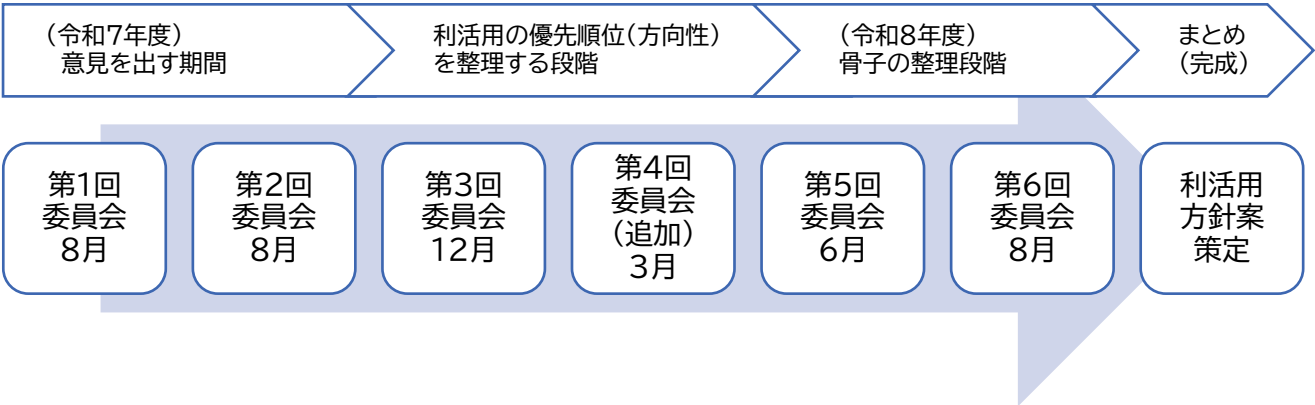 (令和7年度)
意見を出す期間
利活用の優先順位(方向性)
を整理する段階
(令和8年度)
骨子の整理段階
まとめ
(完成)
第1回
委員会
8月
第2回
委員会
8月
第3回
委員会
12月
第4回
委員会
(追加)
3月
第5回
委員会
6月
第6回
委員会
8月
利活用
方針案
策定